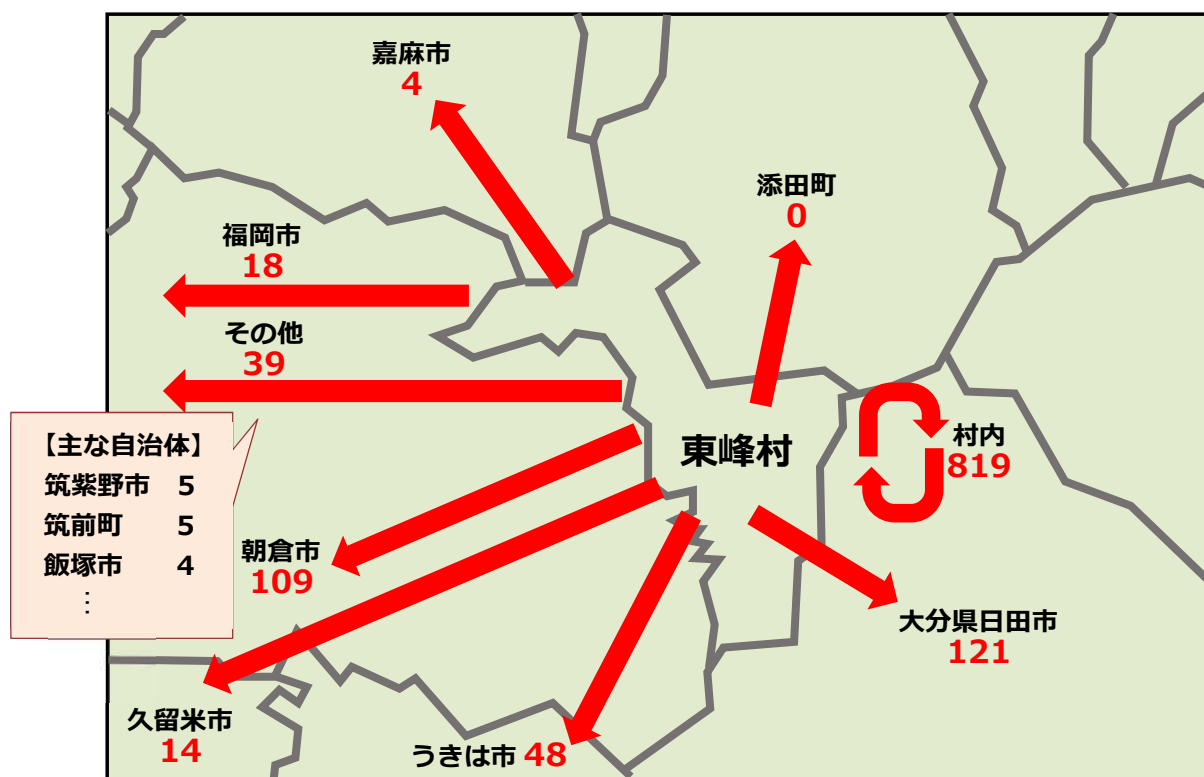 嘉麻市
4
添田町
0
福岡市
18
その他
39
【主な自治体】
筑紫野市 5
筑前町 5
飯塚市 4
⋮
東峰村
村内
819
朝倉市
109
大分県日田市
121
久留米市
14
うきは市 48